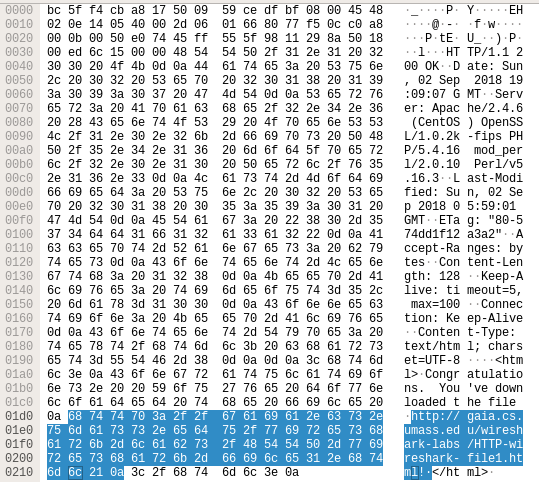 0000 bc 5f f4 cb a8 17 50 09 59 ce df bf 08 00 45 48 ·_····P· Y·····EH
0010 02 0e 14 05 40 00 2d 06 01 66 80 77 f5 0c c0 a8 ····@·-· ·f·w····
0020 00 0b 00 50 e0 74 45 ff 55 5f 98 11 29 8a 50 18 ···P·tE· U_··)·P·
0030 00 ed 6c 15 00 00 48 54 54 50 2f 31 2e 31 20 32 ··l···HT TP/1.1 2
0040 30 30 20 4f 4b 0d 0a 44 61 74 65 3a 20 53 75 6e 00 OK··D ate: Sun
0050 2c 20 30 32 20 53 65 70 20 32 30 31 38 20 31 39 , 02 Sep 2018 19
0060 3a 30 39 3a 30 37 20 47 4d 54 0d 0a 53 65 72 76 :09:07 G MT··Serv
0070 65 72 3a 20 41 70 61 63 68 65 2f 32 2e 34 2e 36 er: Apac he/2.4.6
0080 20 28 43 65 6e 74 4f 53 29 20 4f 70 65 6e 53 53 (CentOS ) OpenSS
0090 4c 2f 31 2e 30 2e 32 6b 2d 66 69 70 73 20 50 48 L/1.0.2k -fips PH
00a0 50 2f 35 2e 34 2e 31 36 20 6d 6f 64 5f 70 65 72 P/5.4.16 mod_per
00b0 6c 2f 32 2e 30 2e 31 30 20 50 65 72 6c 2f 76 35 l/2.0.10 Perl/v5
00c0 2e 31 36 2e 33 0d 0a 4c 61 73 74 2d 4d 6f 64 69 .16.3··L ast-Modi
00d0 66 69 65 64 3a 20 53 75 6e 2c 20 30 32 20 53 65 fied: Su n, 02 Se
00e0 70 20 32 30 31 38 20 30 35 3a 35 39 3a 30 31 20 p 2018 0 5:59:01
00f0 47 4d 54 0d 0a 45 54 61 67 3a 20 22 38 30 2d 35 GMT··ETa g: "80-5
0100 37 34 64 64 31 66 31 32 61 33 61 32 22 0d 0a 41 74dd1f12 a3a2"··A
0110 63 63 65 70 74 2d 52 61 6e 67 65 73 3a 20 62 79 ccept-Ra nges: by
0120 74 65 73 0d 0a 43 6f 6e 74 65 6e 74 2d 4c 65 6e tes··Con tent-Len
0130 67 74 68 3a 20 31 32 38 0d 0a 4b 65 65 70 2d 41 gth: 128 ··Keep-A
0140 6c 69 76 65 3a 20 74 69 6d 65 6f 75 74 3d 35 2c live: ti meout=5,
0150 20 6d 61 78 3d 31 30 30 0d 0a 43 6f 6e 6e 65 63 max=100 ··Connec
0160 74 69 6f 6e 3a 20 4b 65 65 70 2d 41 6c 69 76 65 tion: Ke ep-Alive
0170 0d 0a 43 6f 6e 74 65 6e 74 2d 54 79 70 65 3a 20 ··Conten t-Type:
0180 74 65 78 74 2f 68 74 6d 6c 3b 20 63 68 61 72 73 text/htm l; chars
0190 65 74 3d 55 54 46 2d 38 0d 0a 0d 0a 3c 68 74 6d et=UTF-8 ····<htm
01a0 6c 3e 0a 43 6f 6e 67 72 61 74 75 6c 61 74 69 6f l>·Congr atulatio
01b0 6e 73 2e 20 20 59 6f 75 27 76 65 20 64 6f 77 6e ns. You 've down
01c0 6c 6f 61 64 65 64 20 74 68 65 20 66 69 6c 65 20 loaded t he file
01d0 0a 68 74 74 70 3a 2f 2f 67 61 69 61 2e 63 73 2e ·http:// gaia.cs.
01e0 75 6d 61 73 73 2e 65 64 75 2f 77 69 72 65 73 68 umass.ed u/wiresh
01f0 61 72 6b 2d 6c 61 62 73 2f 48 54 54 50 2d 77 69 ark-labs /HTTP-wi
0200 72 65 73 68 61 72 6b 2d 66 69 6c 65 31 2e 68 74 reshark- file1.ht
0210 6d 6c 21 0a 3c 2f 68 74 6d 6c 3e 0a ml!·</ht ml>·